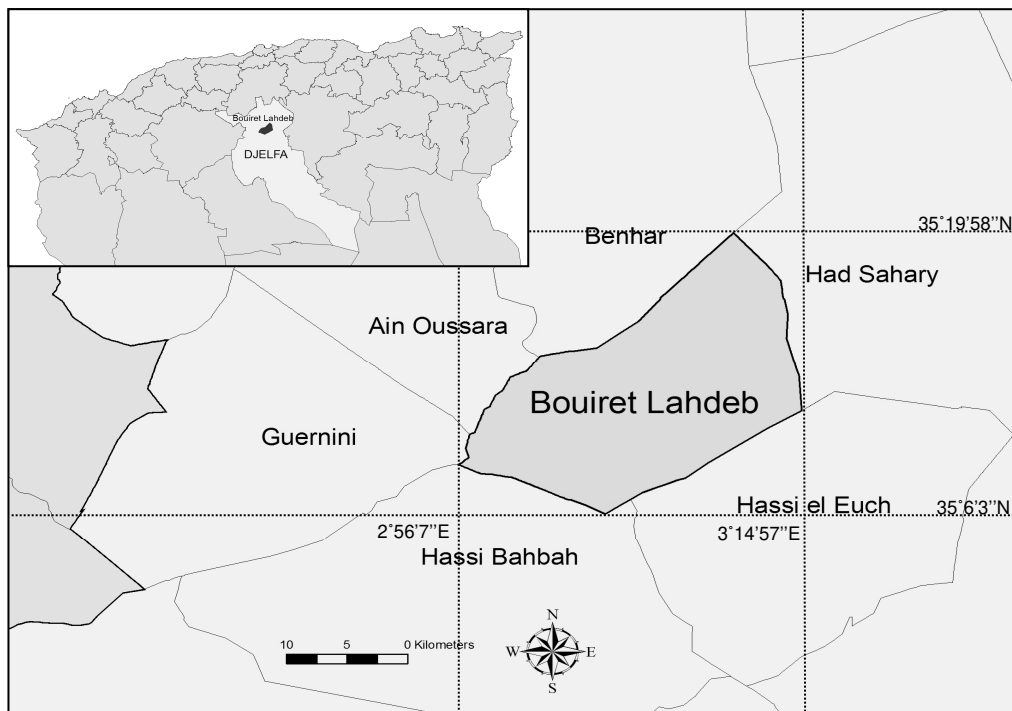 Bouiret Lahdeb
DJELFA
Benhar
35°19'58''N
Had Sahary
Ain Oussara
Bouiret Lahdeb
Guernini
Hassi el Euch
35°6'3''N
2°56'7''E
3°14'57''E
Hassi Bahbah
10 5 0 Kilometers
N
W E
S